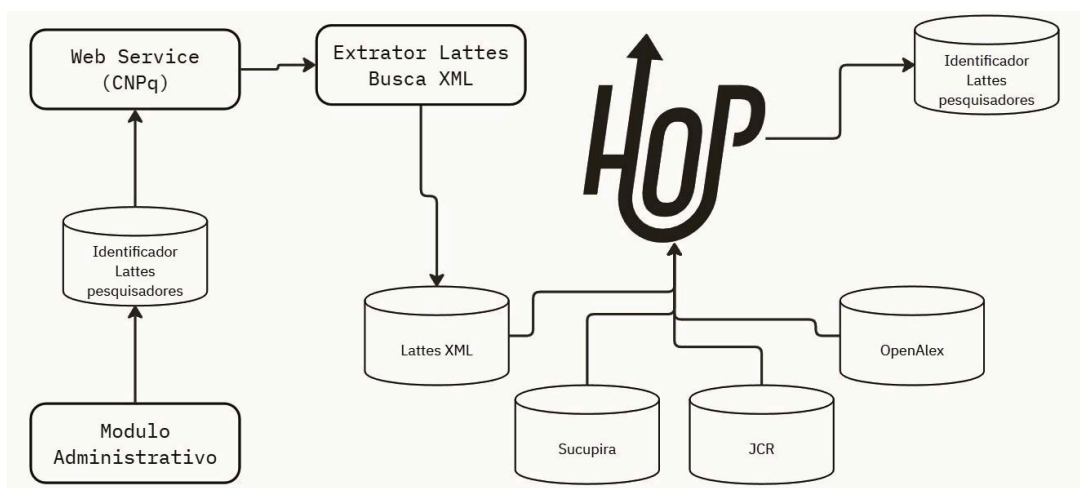 Web Service
(CNPq)
Extrator Lattes
Busca XML
HOP
Identificador
Lattes
pesquisadores
Identificador
Lattes
pesquisadores
Lattes XML
OpenAlex
Sucupira
JCR
Modulo
Administrativo